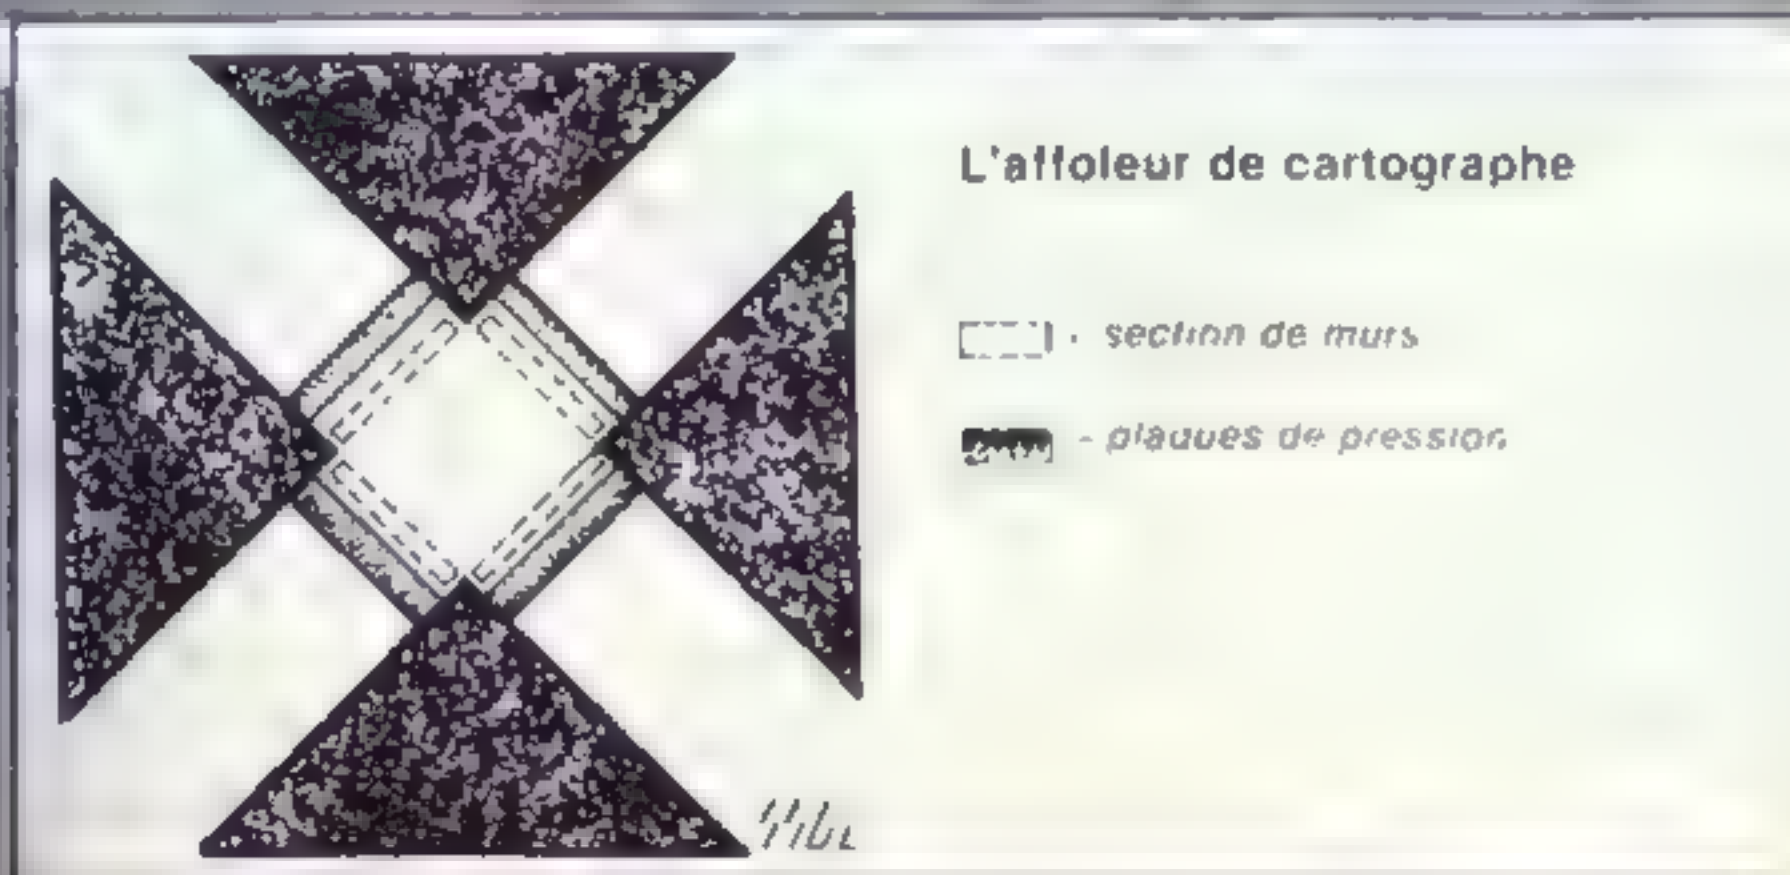 L'affoleur de cartographe
· section de murs
- plaques de pression